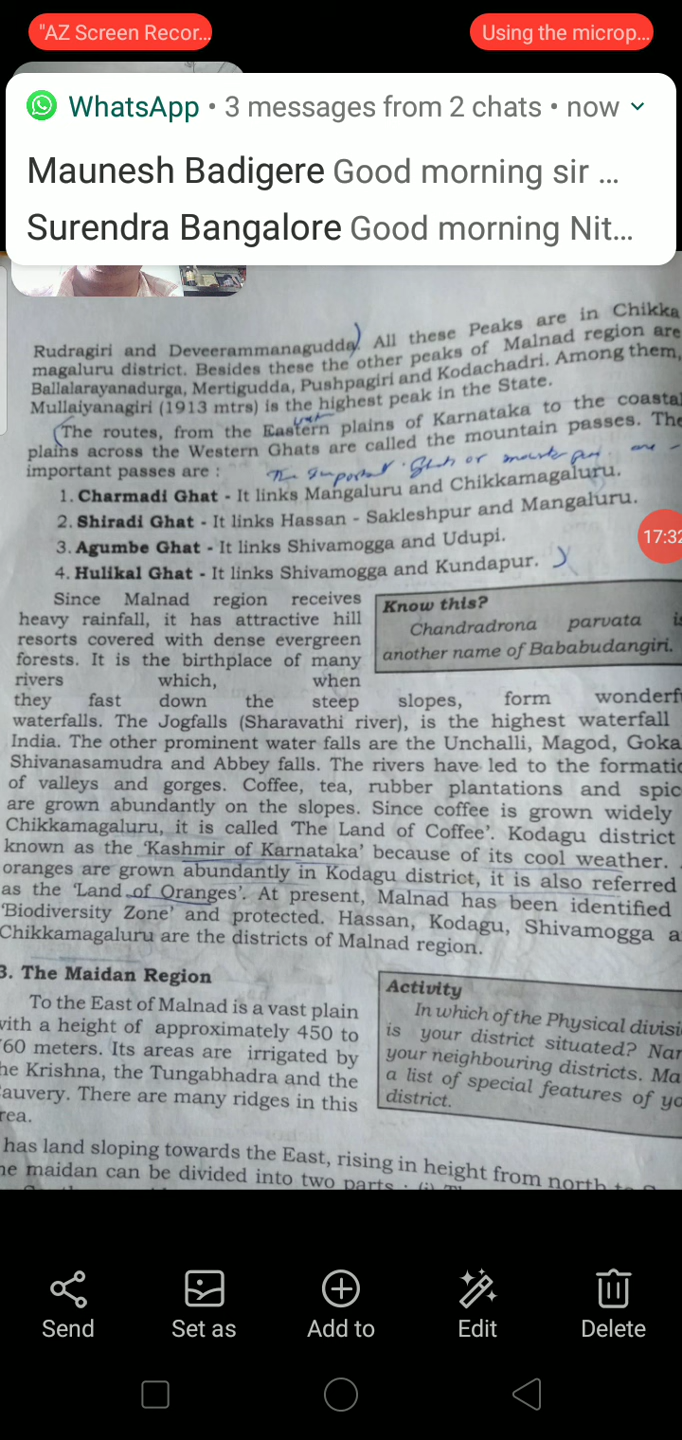 "AZ Screen Recor...
Using the microp...
WhatsApp • 3 messages from 2 chats • now
Maunesh Badigere Good morning sir ...
Surendra Bangalore Good morning Nit...
Rudragiri and Deveerammanagudda) All these Peaks are in Chikka
magaluru district. Besides these the other peaks of Malnad region are
Ballalarayanadurga, Mertigudda, Pushpagiri and Kodachadri. Among them,
Mullaiyanagiri (1913 mtrs) is the highest peak in the State.
(The routes, from the Eastern plains of Karnataka to the coastal
plains across the Western Ghats are called the mountain passes. The
important passes are :
1. Charmadi Ghat - It links Mangaluru and Chikkamagaluru.
2. Shiradi Ghat - It links Hassan - Sakleshpur and Mangaluru.
17:32
3. Agumbe Ghat - It links Shivamogga and Udupi.
4. Hulikal Ghat - It links Shivamogga and Kundapur. )
Since Malnad region receives
heavy rainfall, it has attractive hill
resorts covered with dense evergreen
forests. It is the birthplace of many
rivers which, when
Know this?
Chandradrona parvata is
another name of Bababudangiri.
they fast down the steep slopes, form wonderf
waterfalls. The Jogfalls (Sharavathi river), is the highest waterfall
India. The other prominent water falls are the Unchalli, Magod, Goka
Shivanasamudra and Abbey falls. The rivers have led to the formatio
of valleys and gorges. Coffee, tea, rubber plantations and spic
are grown abundantly on the slopes. Since coffee is grown widely
Chikkamagaluru, it is called 'The Land of Coffee'. Kodagu district
known as the 'Kashmir of Karnataka' because of its cool weather.
oranges are grown abundantly in Kodagu district, it is also referred
as the 'Land of Oranges'. At present, Malnad has been identified
'Biodiversity Zone' and protected. Hassan, Kodagu, Shivamogga a
Chikkamagaluru are the districts of Malnad region.
3. The Maidan Region
To the East of Malnad is a vast plain
with a height of approximately 450 to
760 meters. Its areas are irrigated by
he Krishna, the Tungabhadra and the
Cauvery. There are many ridges in this
rea.
Activity
In which of the Physical divisi
is your district situated? Nar
your neighbouring districts. Ma
a list of special features of yo
district.
has land sloping towards the East, rising in height from north to
he maidan can be divided into two parts : (i)
Send
Set as
Add to
Edit
Delete